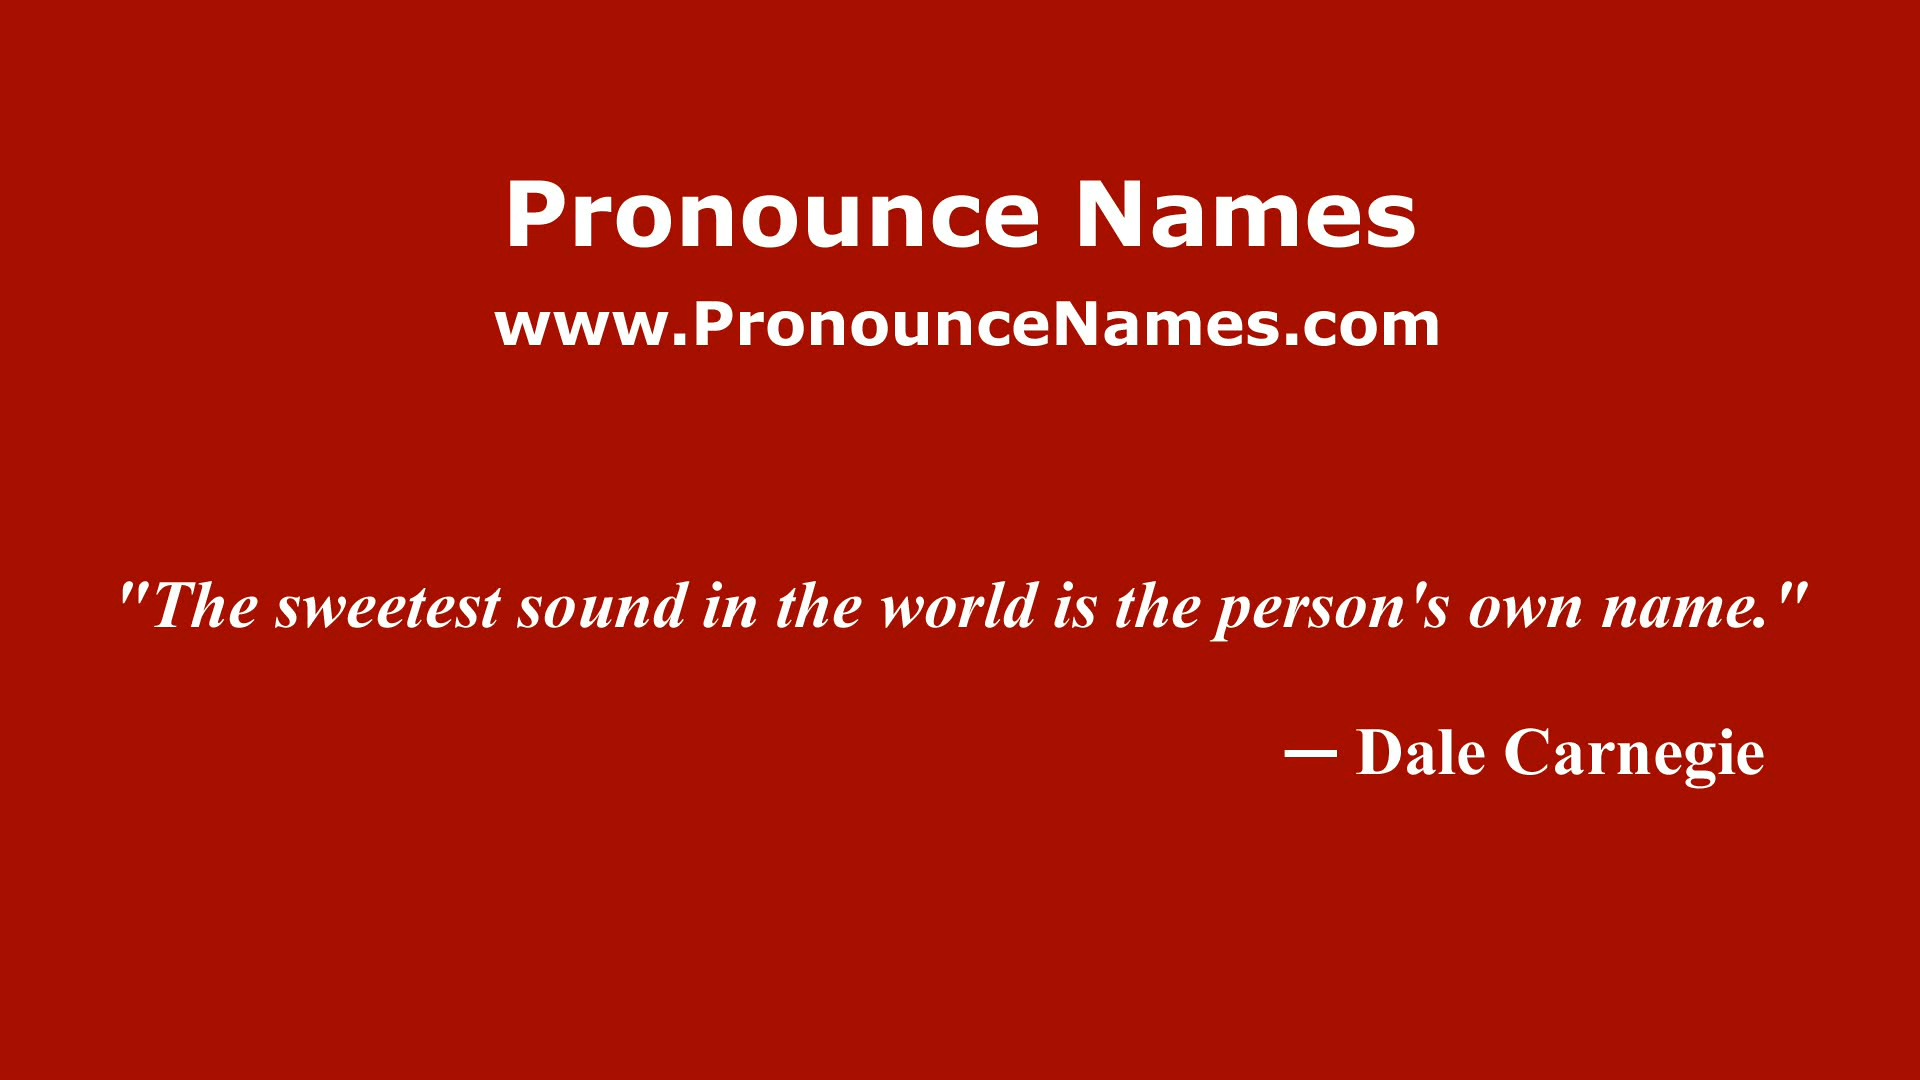 Pronounce Names
www.PronounceNames.com
"The sweetest sound in the world is the person's own name."
— Dale Carnegie